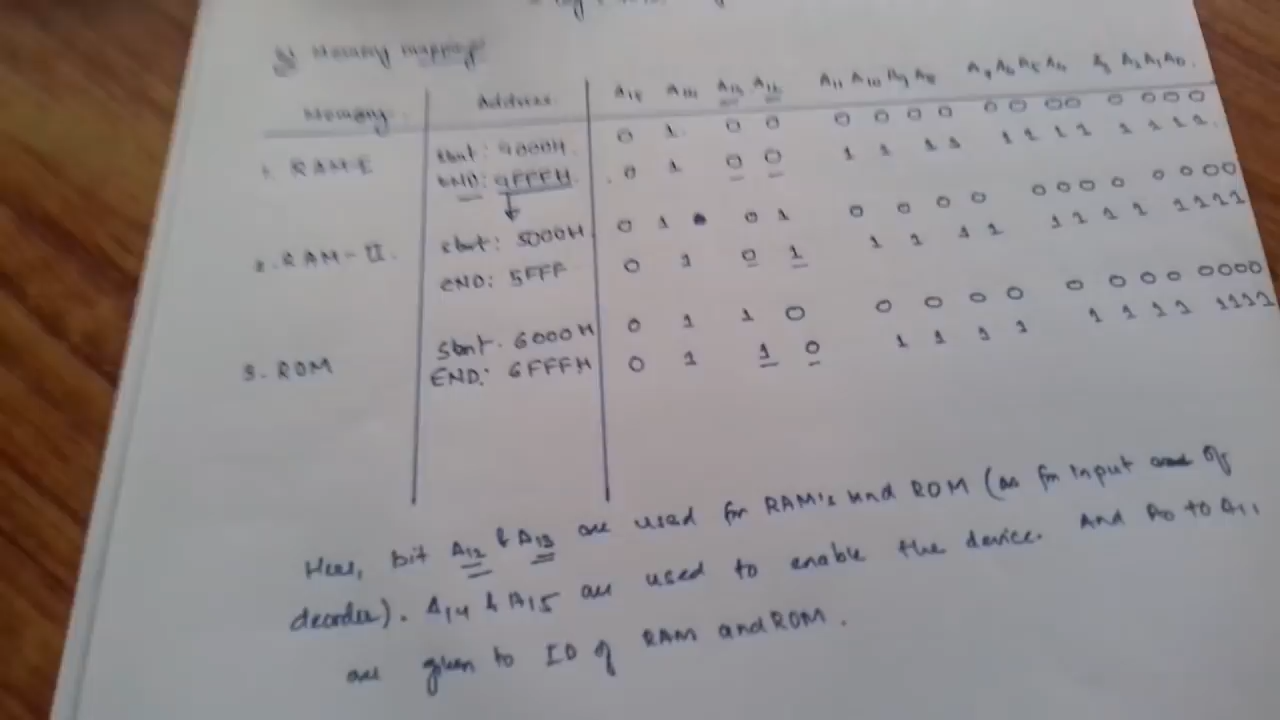 3) Memory mapping
Memory Address A15 A14 A13 A12 A11 A10 A9 A8 A7 A6 A5 A4 A3 A2 A1 A0
1. RAM-I Start: 4000H 0 1 0 0 0 0 0 0 0 0 0 0 0 0 0 0
END: 4FFFH 0 1 0 0 1 1 1 1 1 1 1 1 1 1 1 1
2. RAM-II. Start: 5000H 0 1 0 1 0 0 0 0 0 0 0 0 0 0 0 0
END: 5FFF 0 1 0 1 1 1 1 1 1 1 1 1 1 1 1 1
3. ROM Start. 6000H 0 1 1 0 0 0 0 0 0 0 0 0 0 0 0 0
END: 6FFFH 0 1 1 0 1 1 1 1 1 1 1 1 1 1 1 1
Here, bit A12 & A13 are used for RAM's and ROM (as for input of
decoder). A14 & A15 are used to enable the device. And A0 to A11
are given to ID of RAM and ROM.